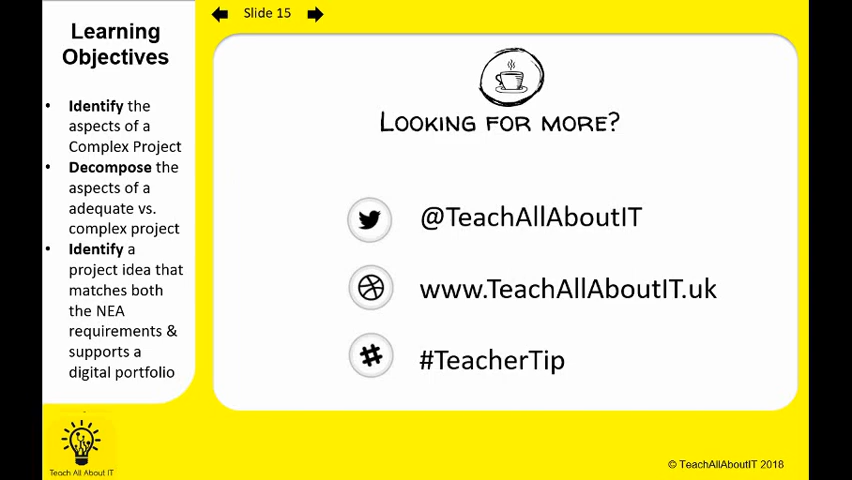 Learning
Objectives
• Identify the
aspects of a
Complex Project
• Decompose the
aspects of a
adequate vs.
complex project
• Identify a
project idea that
matches both
the NEA
requirements &
supports a
digital portfolio
Teach All About IT
Slide 15
LOOKING FOR MORE?
@TeachAllAboutIT
www.TeachAllAboutIT.uk
#TeacherTip
© TeachAllAboutIT 2018